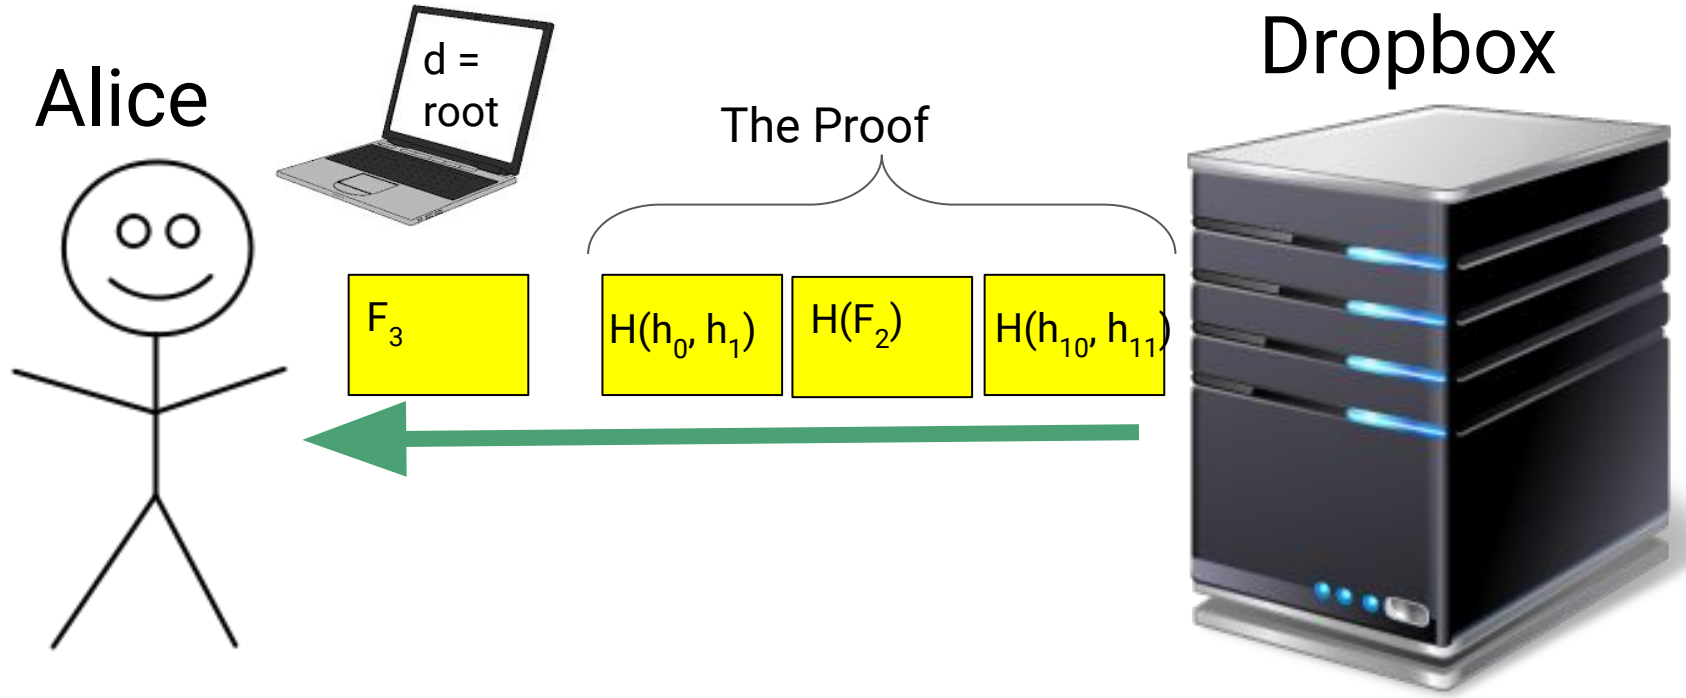 Alice
d =
root
The Proof
Dropbox
F₃
H(h₀, h₁)
H(F₂)
H(h₁₀, h₁₁)